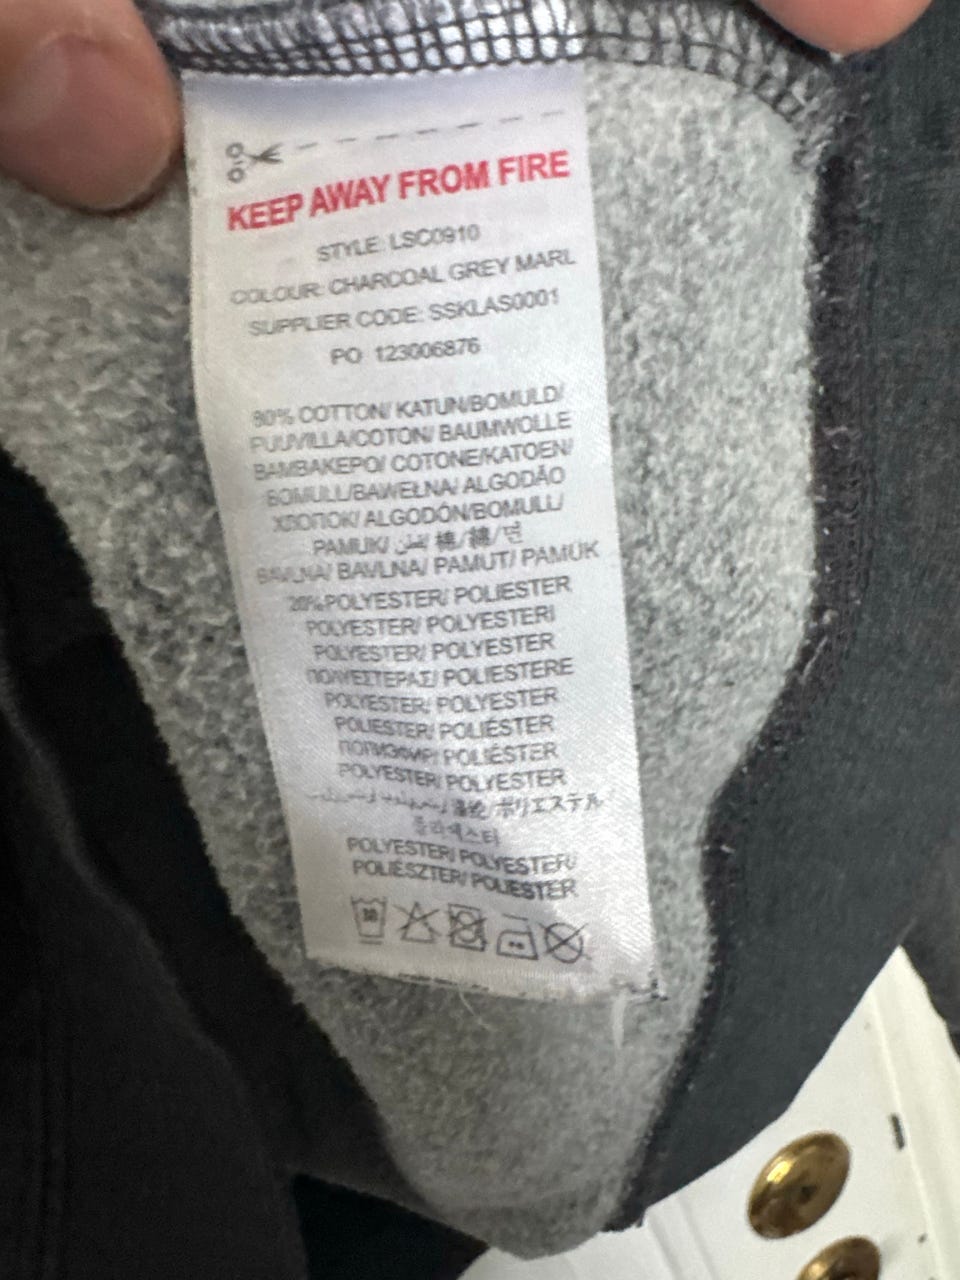 KEEP AWAY FROM FIRE
STYLE: LSC0910
COLOUR: CHARCOAL GREY MARL
SUPPLIER CODE: SSKLAS0001
PO 123006876
80% COTTON/ KATUN/BOMULD/
PUUVILLA/COTON/ BAUMWOLLE
ΒΑΜΒΑΚΕΡΟ/ COTONE/KATOEN/
BOMULL/BAWEŁNA/ ALGODÃO
ХЛОПОК/ ALGODÓN/BOMULL/
PAMUK/ قطن/ 棉/綿/면
BAVLNA/ BAVLNA/ PAMUT/ PAMUK
20% POLYESTER/ POLIESTER
POLYESTER/ POLYESTERI
POLYESTER/ POLYESTER
ΠΟΛΥΕΣΤΕΡΑΣ/ POLIESTERE
POLYESTER/ POLYESTER
POLIESTER/ POLIÉSTER
ПОЛИЭФИР/ POLIÉSTER
POLYESTER/ POLYESTER
ポリエステル
폴리에스터
POLYESTER/ POLYESTER/
POLIÉSZTER/ POLIESTER
30